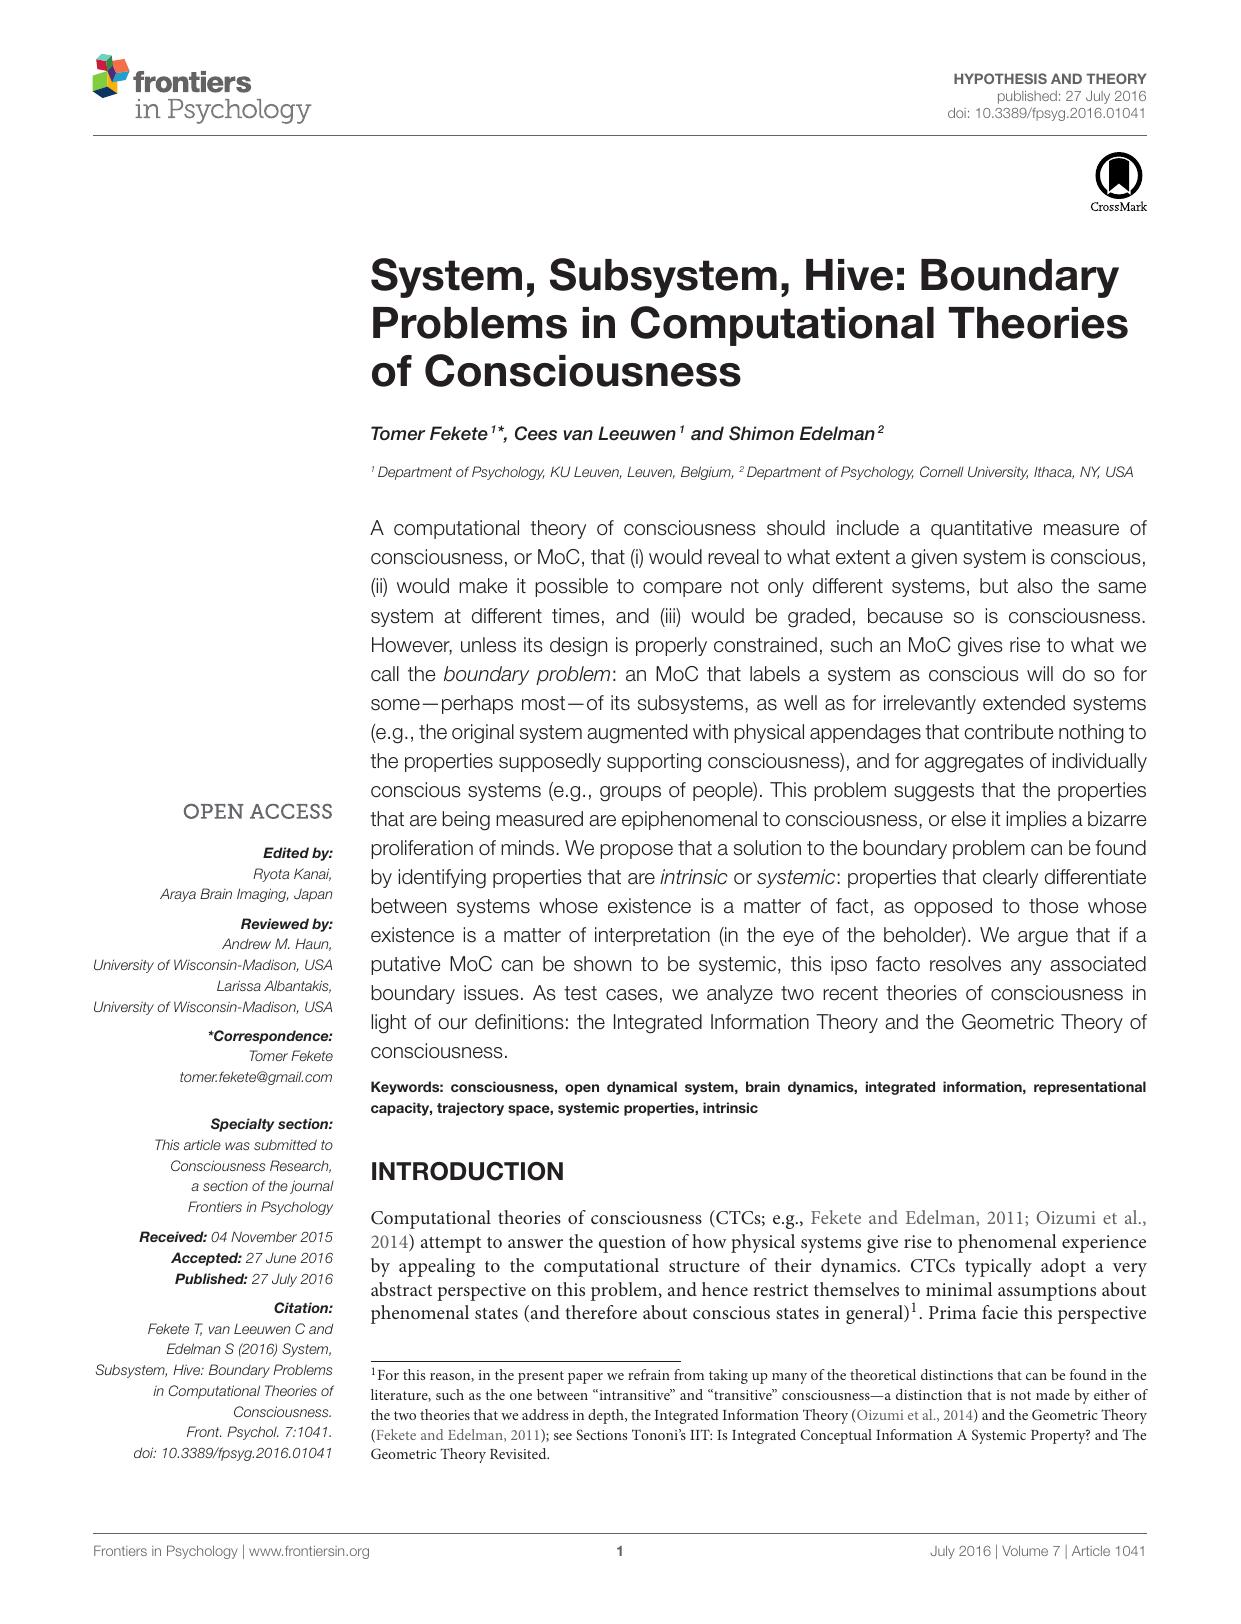 frontiers
in Psychology
HYPOTHESIS AND THEORY
published: 27 July 2016
doi: 10.3389/fpsyg.2016.01041
CrossMark
System, Subsystem, Hive: Boundary
Problems in Computational Theories
of Consciousness
Tomer Fekete 1*, Cees van Leeuwen 1 and Shimon Edelman 2
1 Department of Psychology, KU Leuven, Leuven, Belgium, 2 Department of Psychology, Cornell University, Ithaca, NY, USA
A computational theory of consciousness should include a quantitative measure of
consciousness, or MoC, that (i) would reveal to what extent a given system is conscious,
(ii) would make it possible to compare not only different systems, but also the same
system at different times, and (iii) would be graded, because so is consciousness.
However, unless its design is properly constrained, such an MoC gives rise to what we
call the boundary problem: an MoC that labels a system as conscious will do so for
some—perhaps most—of its subsystems, as well as for irrelevantly extended systems
(e.g., the original system augmented with physical appendages that contribute nothing to
the properties supposedly supporting consciousness), and for aggregates of individually
conscious systems (e.g., groups of people). This problem suggests that the properties
that are being measured are epiphenomenal to consciousness, or else it implies a bizarre
proliferation of minds. We propose that a solution to the boundary problem can be found
by identifying properties that are intrinsic or systemic: properties that clearly differentiate
between systems whose existence is a matter of fact, as opposed to those whose
existence is a matter of interpretation (in the eye of the beholder). We argue that if a
putative MoC can be shown to be systemic, this ipso facto resolves any associated
boundary issues. As test cases, we analyze two recent theories of consciousness in
light of our definitions: the Integrated Information Theory and the Geometric Theory of
consciousness.
Keywords: consciousness, open dynamical system, brain dynamics, integrated information, representational
capacity, trajectory space, systemic properties, intrinsic
OPEN ACCESS
Edited by:
Ryota Kanai,
Araya Brain Imaging, Japan
Reviewed by:
Andrew M. Haun,
University of Wisconsin-Madison, USA
Larissa Albantakis,
University of Wisconsin-Madison, USA
*Correspondence:
Tomer Fekete
tomer.fekete@gmail.com
Specialty section:
This article was submitted to
Consciousness Research,
a section of the journal
Frontiers in Psychology
Received: 04 November 2015
Accepted: 27 June 2016
Published: 27 July 2016
Citation:
Fekete T, van Leeuwen C and
Edelman S (2016) System,
Subsystem, Hive: Boundary Problems
in Computational Theories of
Consciousness.
Front. Psychol. 7:1041.
doi: 10.3389/fpsyg.2016.01041
INTRODUCTION
Computational theories of consciousness (CTCs; e.g., Fekete and Edelman, 2011; Oizumi et al.,
2014) attempt to answer the question of how physical systems give rise to phenomenal experience
by appealing to the computational structure of their dynamics. CTCs typically adopt a very
abstract perspective on this problem, and hence restrict themselves to minimal assumptions about
phenomenal states (and therefore about conscious states in general)1. Prima facie this perspective
1For this reason, in the present paper we refrain from taking up many of the theoretical distinctions that can be found in the
literature, such as the one between “intransitive” and “transitive” consciousness—a distinction that is not made by either of
the two theories that we address in depth, the Integrated Information Theory (Oizumi et al., 2014) and the Geometric Theory
(Fekete and Edelman, 2011); see Sections Tononi’s IIT: Is Integrated Conceptual Information A Systemic Property? and The
Geometric Theory Revisited.
Frontiers in Psychology | www.frontiersin.org
1
July 2016 | Volume 7 | Article 1041